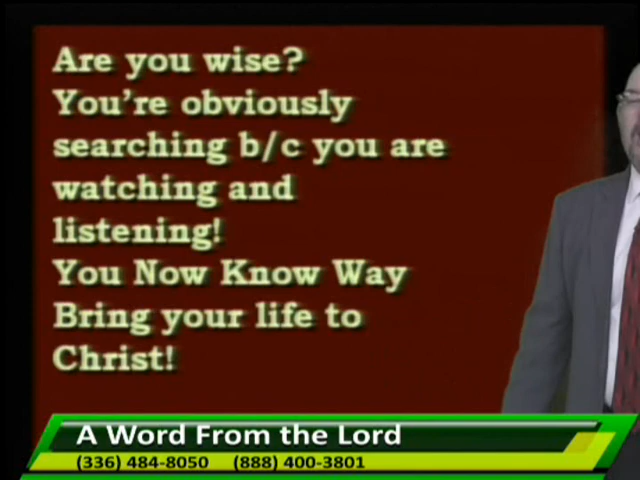 Are you wise?
You're obviously
searching b/c you are
watching and
listening!
You Now Know Way
Bring your life to
Christ!
A Word From the Lord
(336) 484-8050 (888) 400-3801